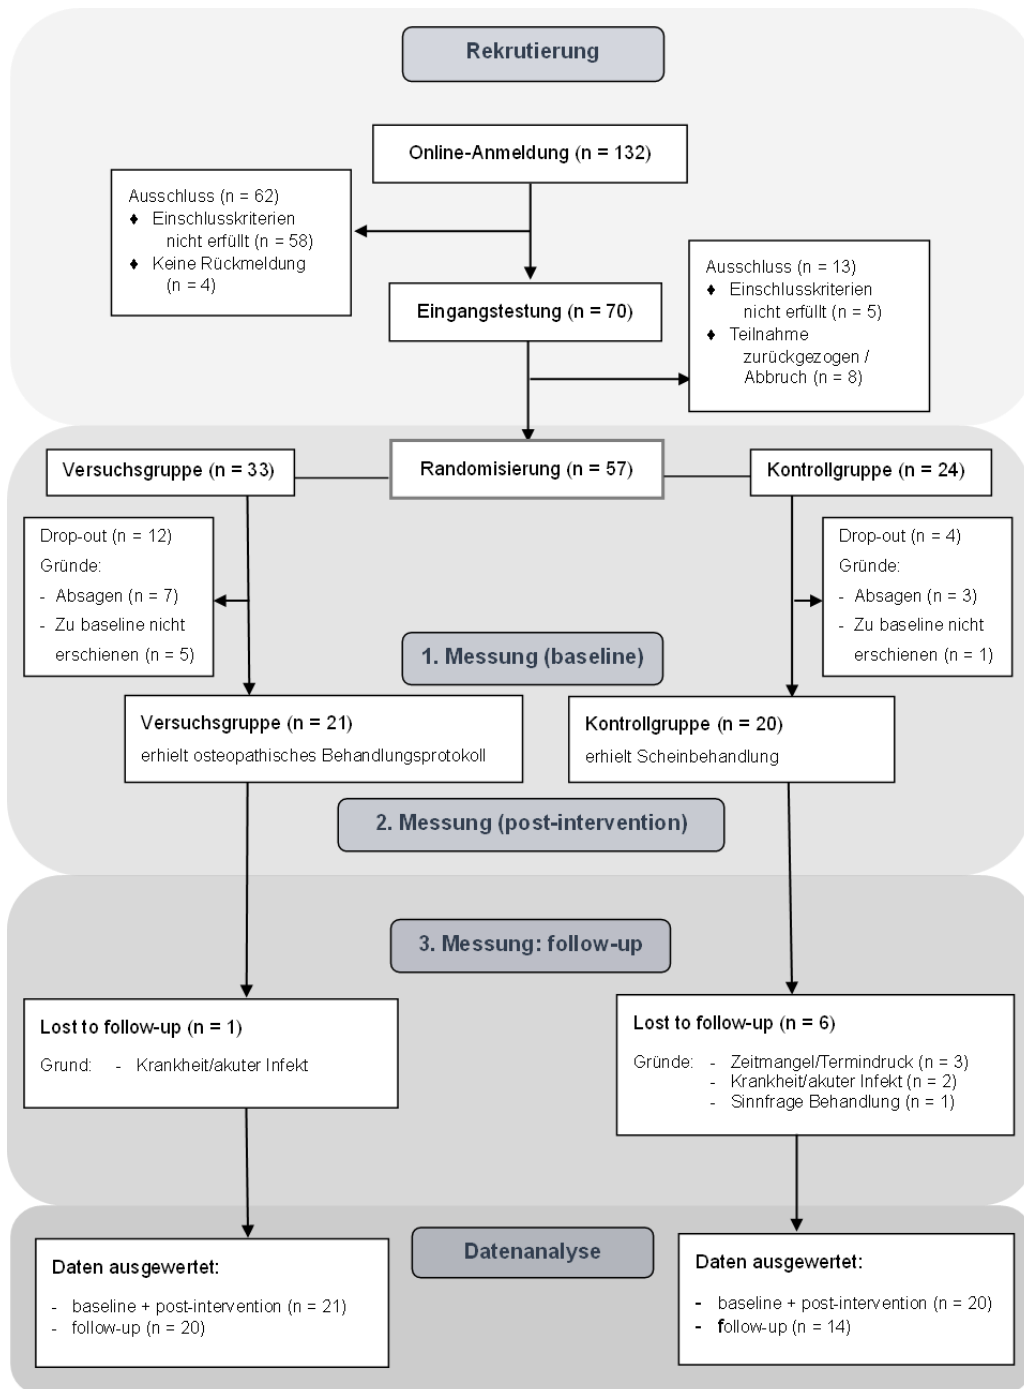 Rekrutierung
Online-Anmeldung (n = 132)
Ausschluss (n = 62)
♦ Einschlusskriterien
nicht erfüllt (n = 58)
♦ Keine Rückmeldung
(n = 4)
Ausschluss (n = 13)
♦ Einschlusskriterien
nicht erfüllt (n = 5)
♦ Teilnahme
zurückgezogen /
Abbruch (n = 8)
Eingangstestung (n = 70)
Versuchsgruppe (n = 33)
Randomisierung (n = 57)
Kontrollgruppe (n = 24)
Drop-out (n = 12)
Gründe:
- Absagen (n = 7)
- Zu baseline nicht
erschienen (n = 5)
Drop-out (n = 4)
Gründe:
- Absagen (n = 3)
- Zu baseline nicht
erschienen (n = 1)
1. Messung (baseline)
Versuchsgruppe (n = 21)
erhielt osteopathisches Behandlungsprotokoll
Kontrollgruppe (n = 20)
erhielt Scheinbehandlung
2. Messung (post-intervention)
3. Messung: follow-up
Lost to follow-up (n = 1)
Grund: - Krankheit/akuter Infekt
Lost to follow-up (n = 6)
Gründe: - Zeitmangel/Termindruck (n = 3)
- Krankheit/akuter Infekt (n = 2)
- Sinnfrage Behandlung (n = 1)
Datenanalyse
Daten ausgewertet:
- baseline + post-intervention (n = 21)
- follow-up (n = 20)
Daten ausgewertet:
- baseline + post-intervention (n = 20)
- follow-up (n = 14)